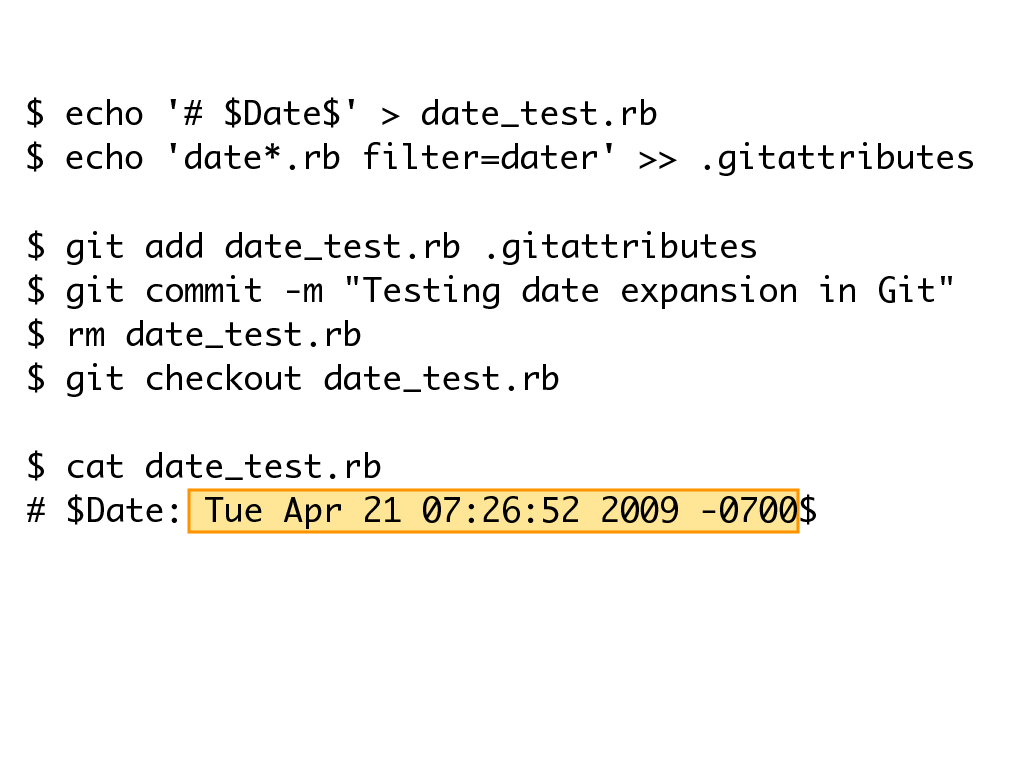 $ echo '# $Date$' > date_test.rb
$ echo 'date*.rb filter=dater' >> .gitattributes
$ git add date_test.rb .gitattributes
$ git commit -m "Testing date expansion in Git"
$ rm date_test.rb
$ git checkout date_test.rb
$ cat date_test.rb
# $Date: Tue Apr 21 07:26:52 2009 -0700$